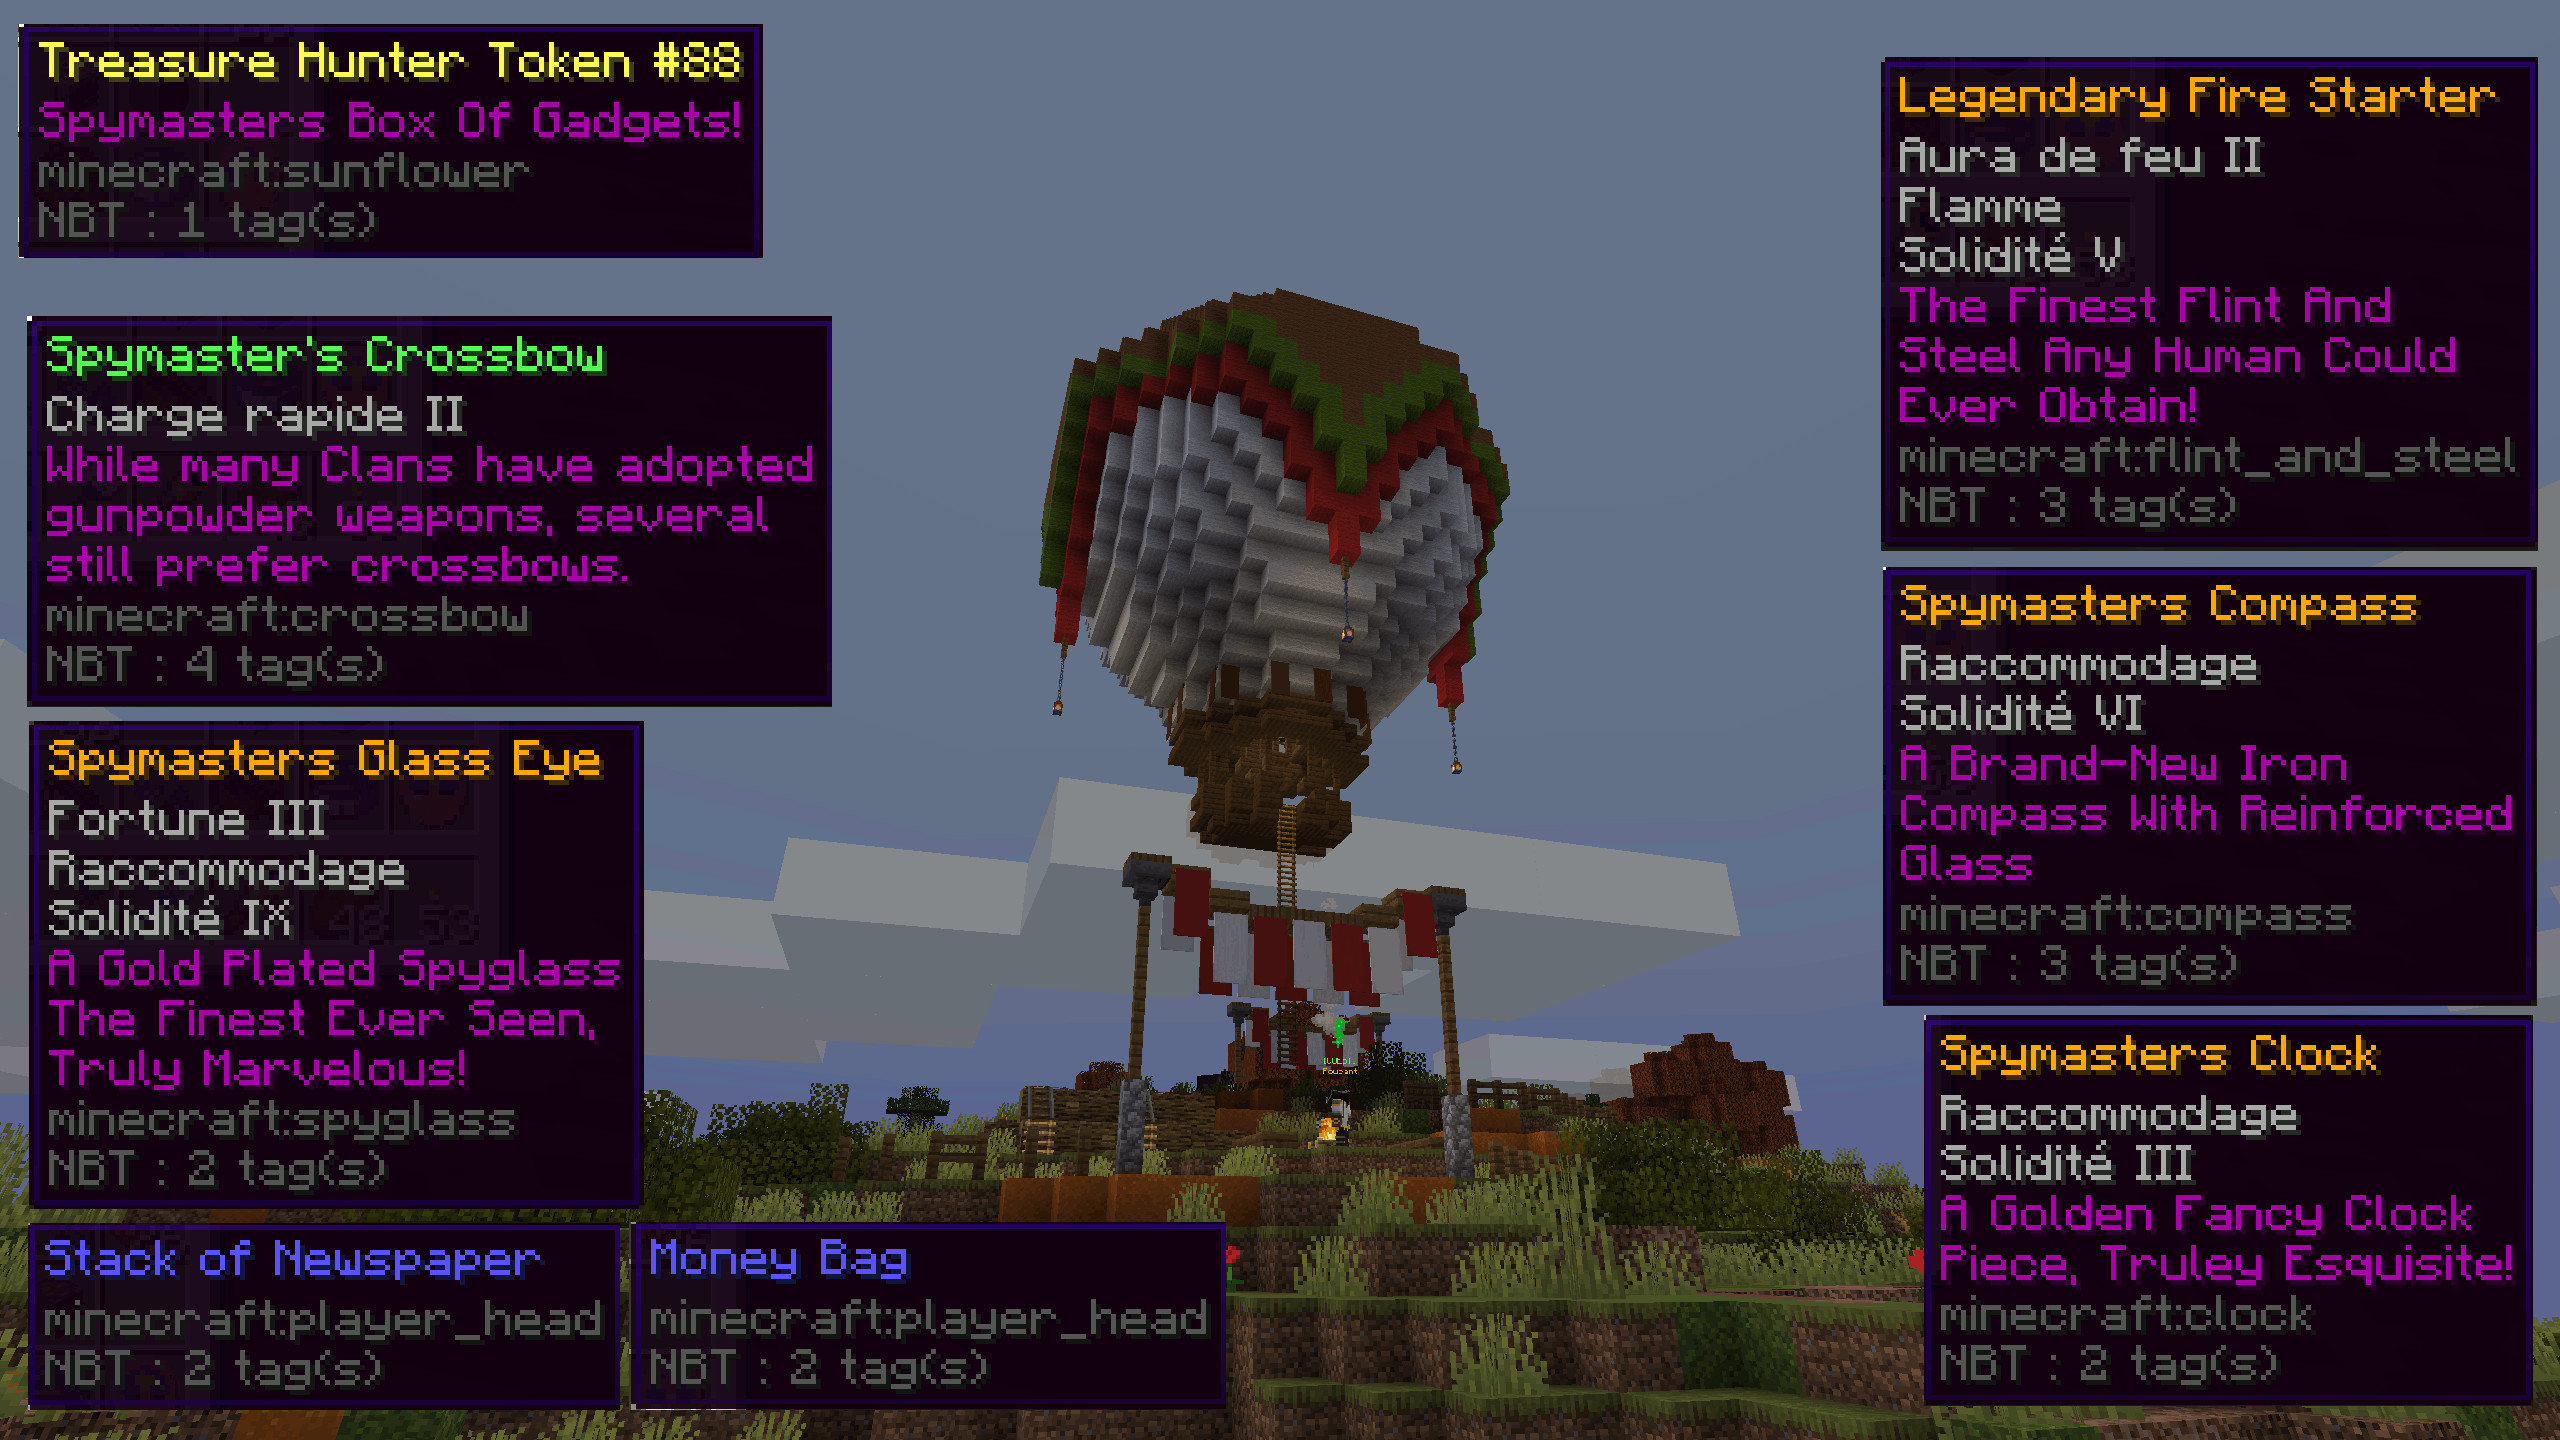 Treasure Hunter Token #88
Spymasters Box Of Gadgets!
minecraft:sunflower
NBT : 1 tag(s)
Spymaster's Crossbow
Charge rapide II
While many Clans have adopted
gunpowder weapons, several
still prefer crossbows.
minecraft:crossbow
NBT : 4 tag(s)
Spymasters Glass Eye
Fortune III
Raccommodage
Solidité IX
A Gold Plated Spyglass
The Finest Ever Seen,
Truly Marvelous!
minecraft:spyglass
NBT : 2 tag(s)
Stack of Newspaper
minecraft:player_head
NBT : 2 tag(s)
Money Bag
minecraft:player_head
NBT : 2 tag(s)
Legendary Fire Starter
Aura de feu II
Flamme
Solidité V
The Finest Flint And
Steel Any Human Could
Ever Obtain!
minecraft:flint_and_steel
NBT : 3 tag(s)
Spymasters Compass
Raccommodage
Solidité VI
A Brand-New Iron
Compass With Reinforced
Glass
minecraft:compass
NBT : 3 tag(s)
Spymasters Clock
Raccommodage
Solidité III
A Golden Fancy Clock
Piece, Truley Esquisite!
minecraft:clock
NBT : 2 tag(s)